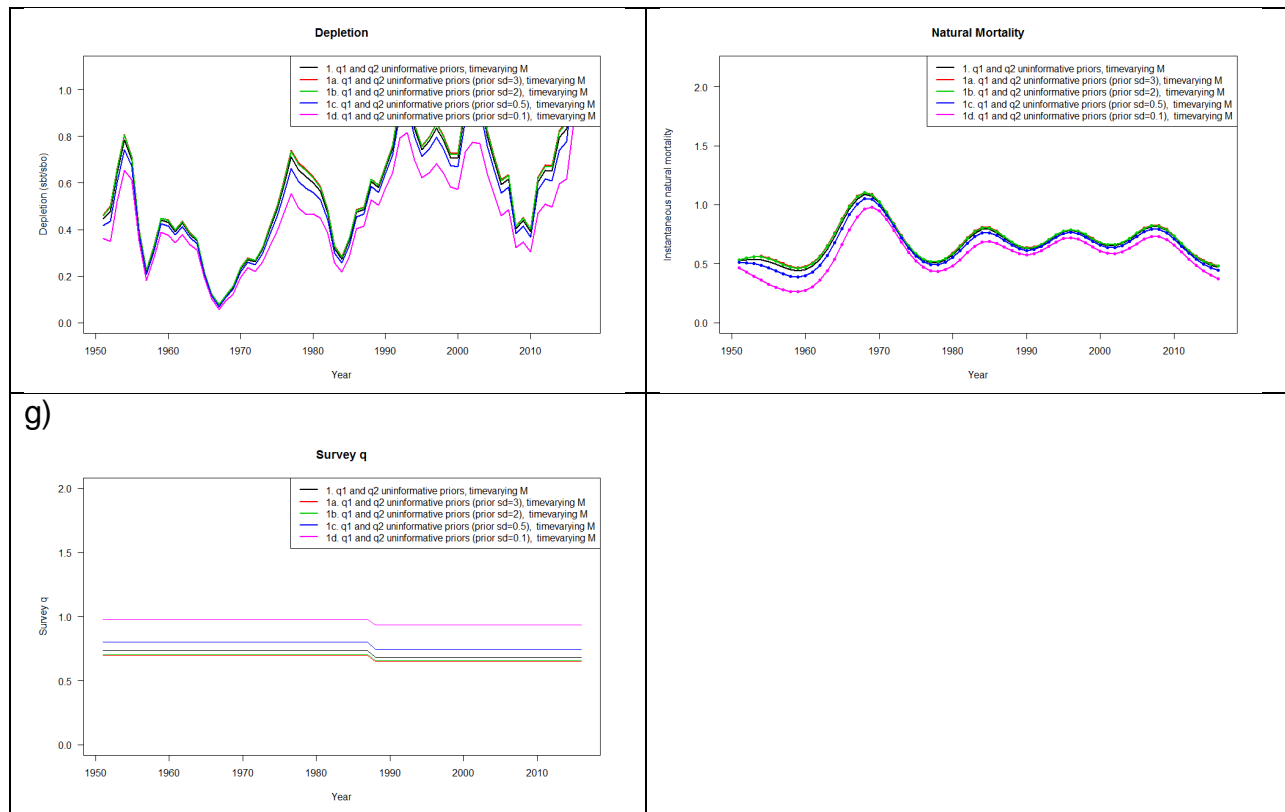 Depletion
1. q1 and q2 uninformative priors, timevarying M
1a. q1 and q2 uninformative priors (prior sd=3), timevarying M
1b. q1 and q2 uninformative priors (prior sd=2), timevarying M
1c. q1 and q2 uninformative priors (prior sd=0.5), timevarying M
1d. q1 and q2 uninformative priors (prior sd=0.1), timevarying M
Depletion (sbt/sbo)
1.0
0.8
0.6
0.4
0.2
0.0
1950 1960 1970 1980 1990 2000 2010
Year
Natural Mortality
1. q1 and q2 uninformative priors, timevarying M
1a. q1 and q2 uninformative priors (prior sd=3), timevarying M
1b. q1 and q2 uninformative priors (prior sd=2), timevarying M
1c. q1 and q2 uninformative priors (prior sd=0.5), timevarying M
1d. q1 and q2 uninformative priors (prior sd=0.1), timevarying M
Instantaneous natural mortality
2.0
1.5
1.0
0.5
0.0
1950 1960 1970 1980 1990 2000 2010
Year
g)
Survey q
1. q1 and q2 uninformative priors, timevarying M
1a. q1 and q2 uninformative priors (prior sd=3), timevarying M
1b. q1 and q2 uninformative priors (prior sd=2), timevarying M
1c. q1 and q2 uninformative priors (prior sd=0.5), timevarying M
1d. q1 and q2 uninformative priors (prior sd=0.1), timevarying M
Survey q
2.0
1.5
1.0
0.5
0.0
1950 1960 1970 1980 1990 2000 2010
Year